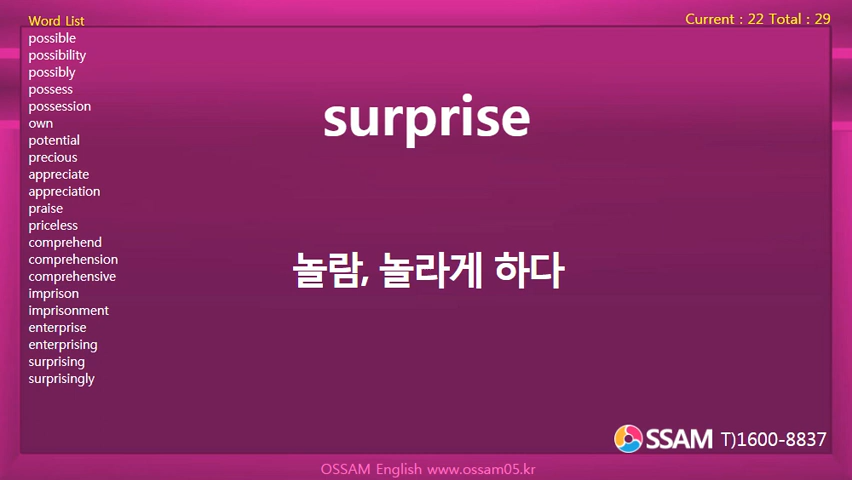 Word List
Current : 22 Total : 29
possible
possibility
possibly
possess
possession
own
potential
precious
appreciate
appreciation
praise
priceless
comprehend
comprehension
comprehensive
imprison
imprisonment
enterprise
enterprising
surprising
surprisingly
surprise
놀람, 놀라게 하다
OSSAM T)1600-8837
OSSAM English www.ossam05.kr